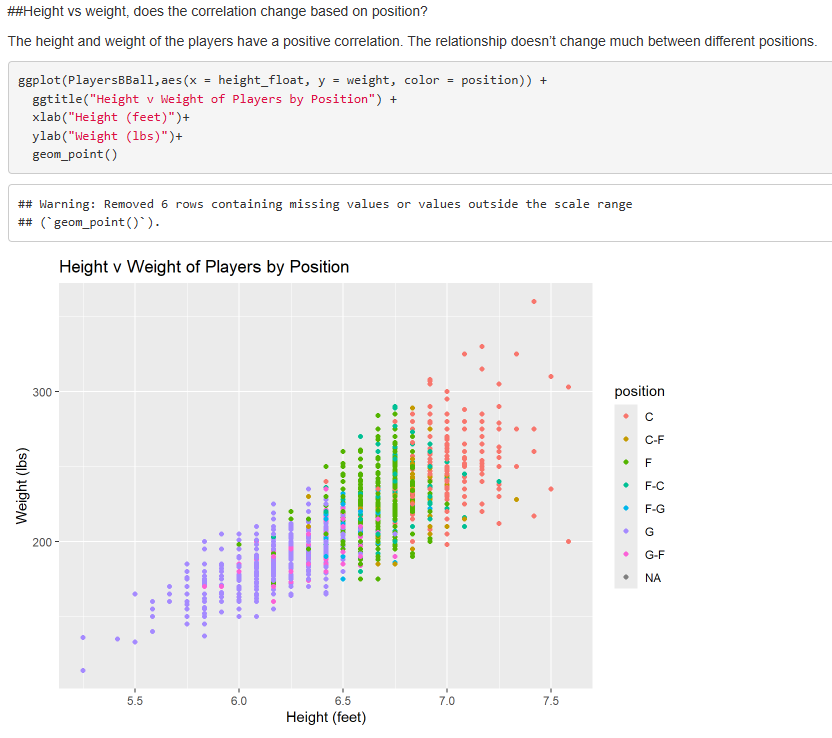 ##Height vs weight, does the correlation change based on position?
The height and weight of the players have a positive correlation. The relationship doesn't change much between different positions.
ggplot(PlayersBBall,aes(x = height_float, y = weight, color = position)) +
  ggtitle("Height v Weight of Players by Position") +
  xlab("Height (feet)")+
  ylab("Weight (lbs)")+
  geom_point()
## Warning: Removed 6 rows containing missing values or values outside the scale range
## (`geom_point()`).
Height v Weight of Players by Position
300
200
Weight (lbs)
5.5 6.0 6.5 7.0 7.5
Height (feet)
position
C
C-F
F
F-C
F-G
G
G-F
NA